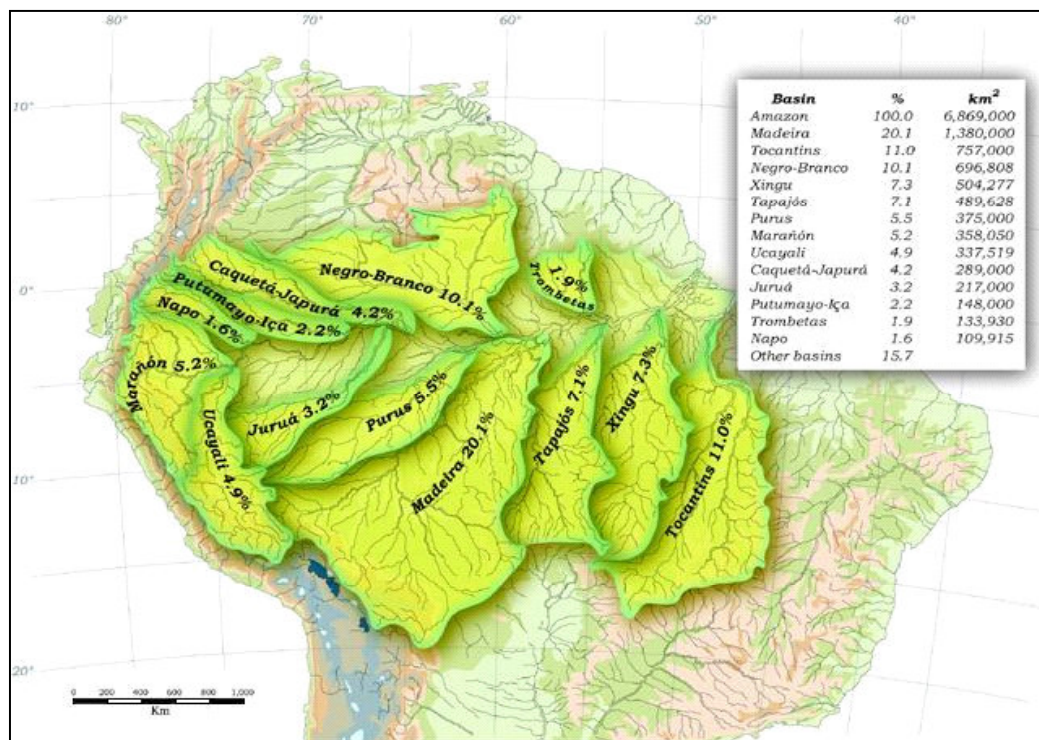 -80° 70° 60° 50° 40°
10°
0°
10°
20°
Basin % km²
Amazon 100.0 6,869,000
Madeira 20.1 1,380,000
Tocantins 11.0 757,000
Negro-Branco 10.1 696,808
Xingu 7.3 504,277
Tapajós 7.1 489,628
Purus 5.5 375,000
Marañón 5.2 358,050
Ucayali 4.9 337,519
Caquetá-Japurá 4.2 289,000
Juruá 3.2 217,000
Putumayo-Iça 2.2 148,000
Trombetas 1.9 133,930
Napo 1.6 109,915
Other basins 15.7
Caquetá-Japurá 4.2%
Negro-Branco 10.1%
1.9%
Trombetas
Putumayo-Iça 2.2%
Napo 1.6%
Marañón 5.2%
Ucayali 4.9%
Juruá 3.2%
Purus 5.5%
Madeira 20.1%
Tapajós 7.1%
Xingu 7.3%
Tocantins 11.0%
0 200 400 600 800 1,000
Km